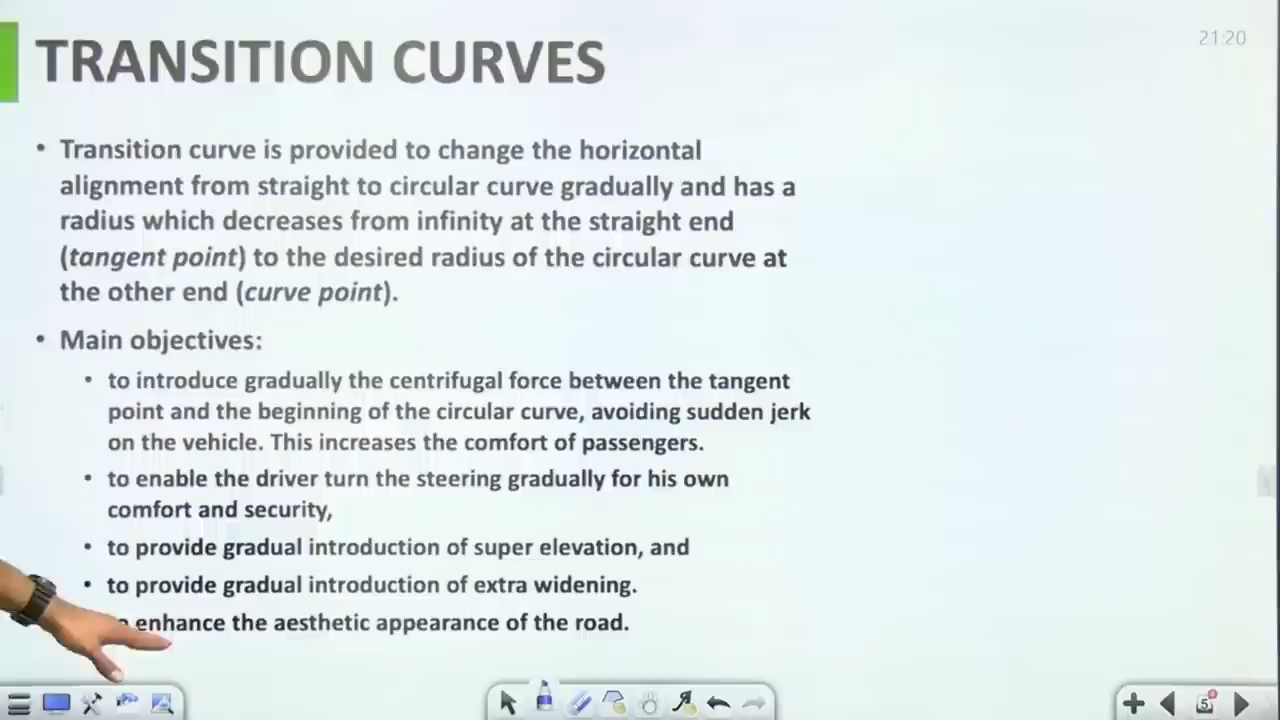 TRANSITION CURVES
21:20
• Transition curve is provided to change the horizontal
alignment from straight to circular curve gradually and has a
radius which decreases from infinity at the straight end
(tangent point) to the desired radius of the circular curve at
the other end (curve point).
• Main objectives:
• to introduce gradually the centrifugal force between the tangent
point and the beginning of the circular curve, avoiding sudden jerk
on the vehicle. This increases the comfort of passengers.
• to enable the driver turn the steering gradually for his own
comfort and security,
• to provide gradual introduction of super elevation, and
• to provide gradual introduction of extra widening.
enhance the aesthetic appearance of the road.
5